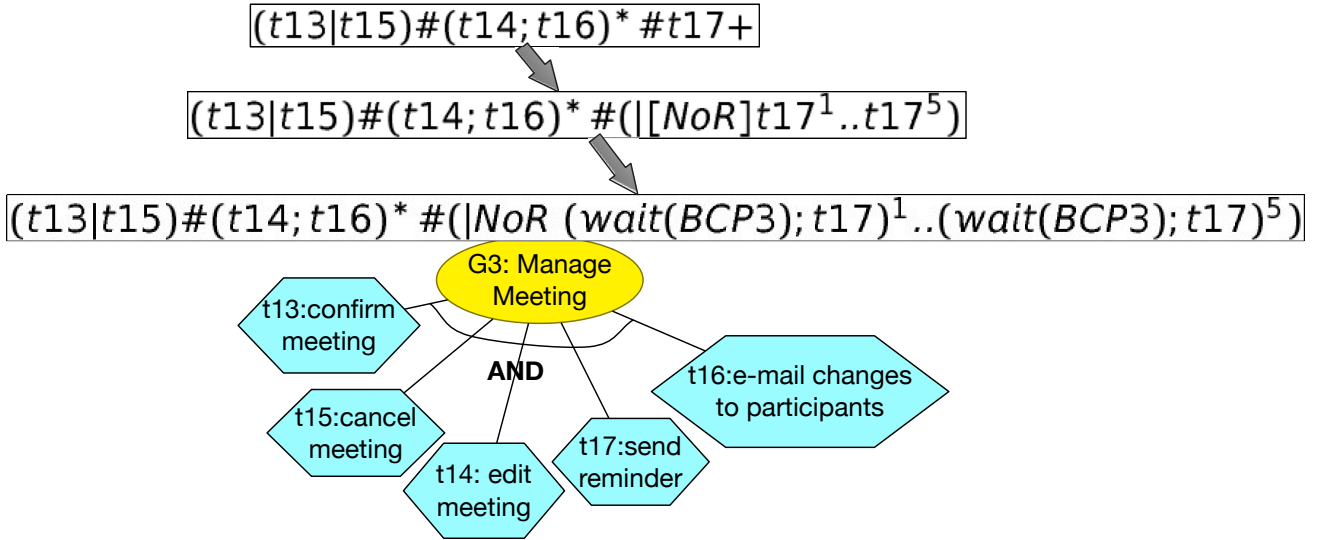 (t13|t15)#(t14; t16)* #t17+
(t13|t15)#(t14; t16)* #(|[NoR]t17¹..t17⁵)
(t13|t15)#(t14; t16)* #(|NoR (wait(BCP3); t17)¹..(wait(BCP3); t17)⁵)
G3: Manage
Meeting
t13:confirm
meeting
AND
t16:e-mail changes
to participants
t15:cancel
meeting
t17:send
reminder
t14: edit
meeting